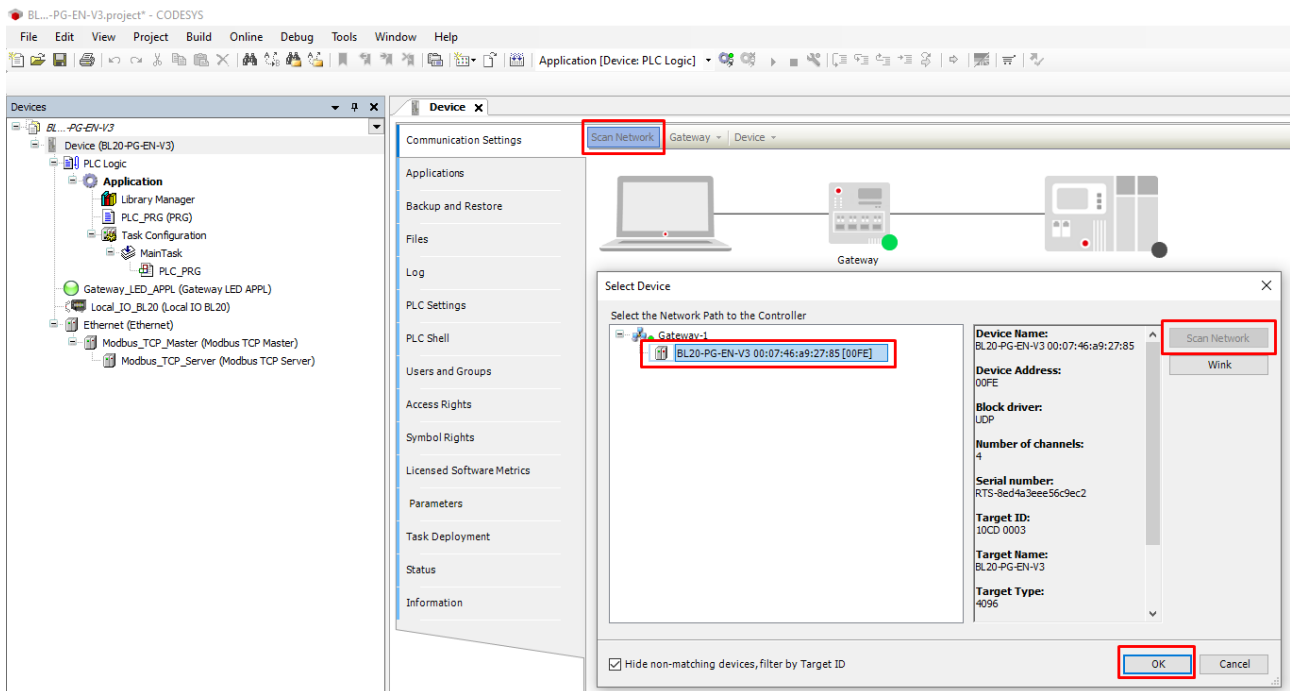 BL...-PG-EN-V3.project* - CODESYS
File Edit View Project Build Online Debug Tools Window Help
Application [Device: PLC Logic]
Devices
BL...-PG-EN-V3
Device (BL20-PG-EN-V3)
PLC Logic
Application
Library Manager
PLC_PRG (PRG)
Task Configuration
MainTask
PLC_PRG
Gateway_LED_APPL (Gateway LED APPL)
Local_IO_BL20 (Local IO BL20)
Ethernet (Ethernet)
Modbus_TCP_Master (Modbus TCP Master)
Modbus_TCP_Server (Modbus TCP Server)
Device
Communication Settings
Applications
Backup and Restore
Files
Log
PLC Settings
PLC Shell
Users and Groups
Access Rights
Symbol Rights
Licensed Software Metrics
Parameters
Task Deployment
Status
Information
Scan Network Gateway Device
Gateway
Select Device
Select the Network Path to the Controller
Gateway-1
BL20-PG-EN-V3 00:07:46:a9:27:85 [00FE]
Device Name:
BL20-PG-EN-V3 00:07:46:a9:27:85
Device Address:
00FE
Block driver:
UDP
Number of channels:
4
Serial number:
RTS-8ed4a3eee56c9ec2
Target ID:
10CD 0003
Target Name:
BL20-PG-EN-V3
Target Type:
4096
Scan Network
Wink
Hide non-matching devices, filter by Target ID
OK Cancel